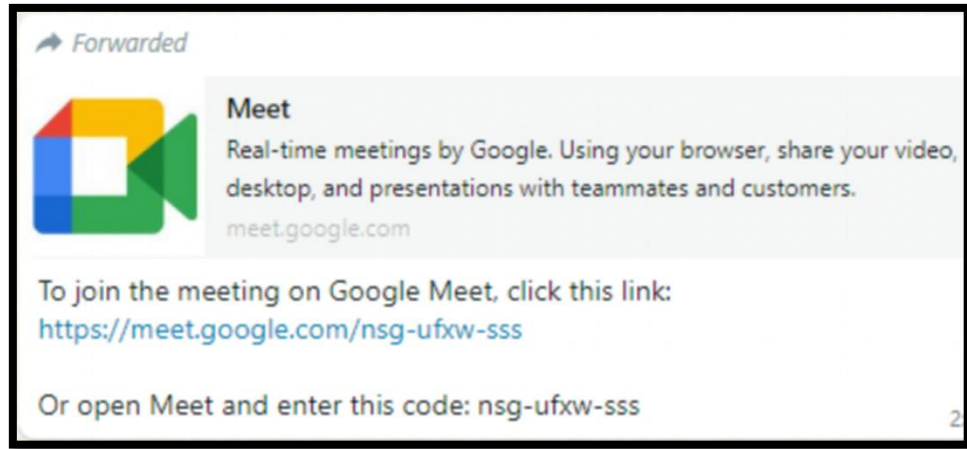 Forwarded
Meet
Real-time meetings by Google. Using your browser, share your video,
desktop, and presentations with teammates and customers.
meet.google.com
To join the meeting on Google Meet, click this link:
https://meet.google.com/nsg-ufxw-sss
Or open Meet and enter this code: nsg-ufxw-sss